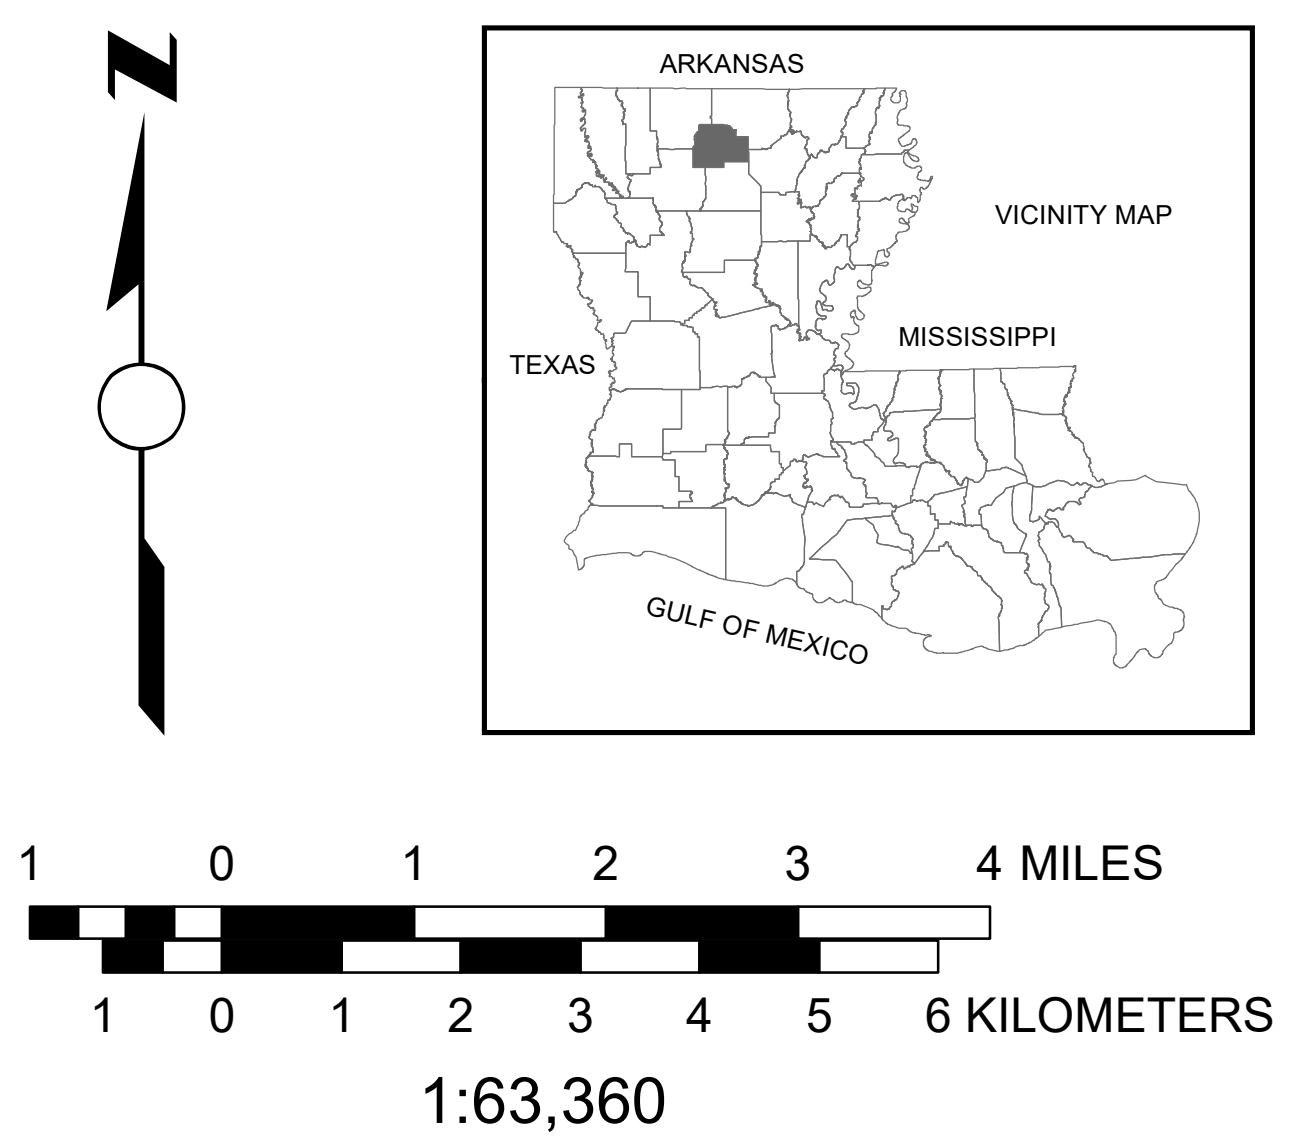 N
ARKANSAS
VICINITY MAP
MISSISSIPPI
TEXAS
GULF OF MEXICO
1 0 1 2 3 4 MILES
1 0 1 2 3 4 5 6 KILOMETERS
1:63,360